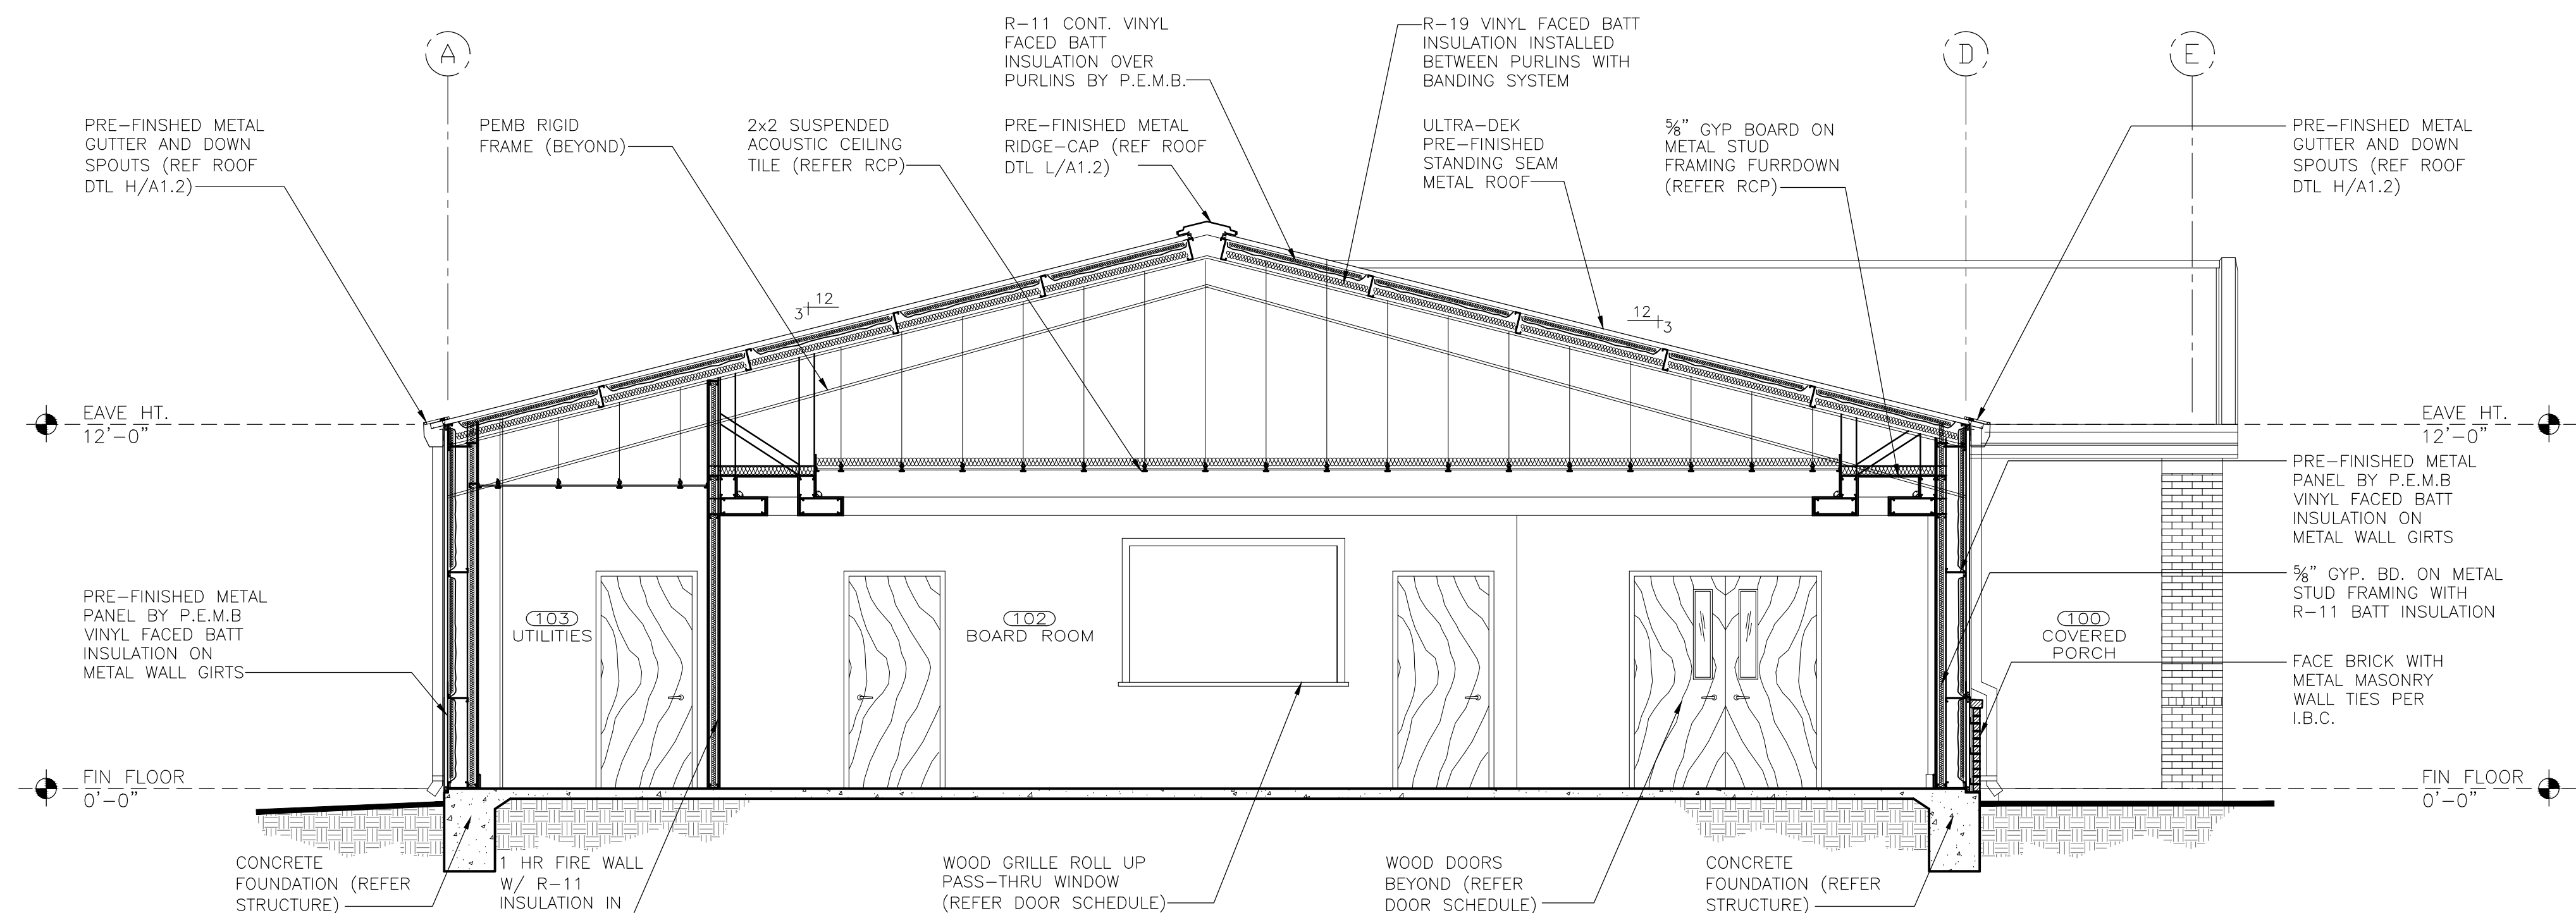 A
D
E
R-11 CONT. VINYL
FACED BATT
INSULATION OVER
PURLINS BY P.E.M.B.
R-19 VINYL FACED BATT
INSULATION INSTALLED
BETWEEN PURLINS WITH
BANDING SYSTEM
PRE-FINSHED METAL
GUTTER AND DOWN
SPOUTS (REF ROOF
DTL H/A1.2)
PEMB RIGID
FRAME (BEYOND)
2x2 SUSPENDED
ACOUSTIC CEILING
TILE (REFER RCP)
PRE-FINISHED METAL
RIDGE-CAP (REF ROOF
DTL L/A1.2)
ULTRA-DEK
PRE-FINISHED
STANDING SEAM
METAL ROOF
5/8" GYP BOARD ON
METAL STUD
FRAMING FURRDOWN
(REFER RCP)
PRE-FINSHED METAL
GUTTER AND DOWN
SPOUTS (REF ROOF
DTL H/A1.2)
12
3
12
3
EAVE HT.
12'-0"
EAVE HT.
12'-0"
PRE-FINISHED METAL
PANEL BY P.E.M.B
VINYL FACED BATT
INSULATION ON
METAL WALL GIRTS
PRE-FINISHED METAL
PANEL BY P.E.M.B
VINYL FACED BATT
INSULATION ON
METAL WALL GIRTS
103
UTILITIES
102
BOARD ROOM
100
COVERED
PORCH
5/8" GYP. BD. ON METAL
STUD FRAMING WITH
R-11 BATT INSULATION
FACE BRICK WITH
METAL MASONRY
WALL TIES PER
I.B.C.
FIN FLOOR
0'-0"
FIN FLOOR
0'-0"
CONCRETE
FOUNDATION (REFER
STRUCTURE)
1 HR FIRE WALL
W/ R-11
INSULATION IN
WOOD GRILLE ROLL UP
PASS-THRU WINDOW
(REFER DOOR SCHEDULE)
WOOD DOORS
BEYOND (REFER
DOOR SCHEDULE)
CONCRETE
FOUNDATION (REFER
STRUCTURE)